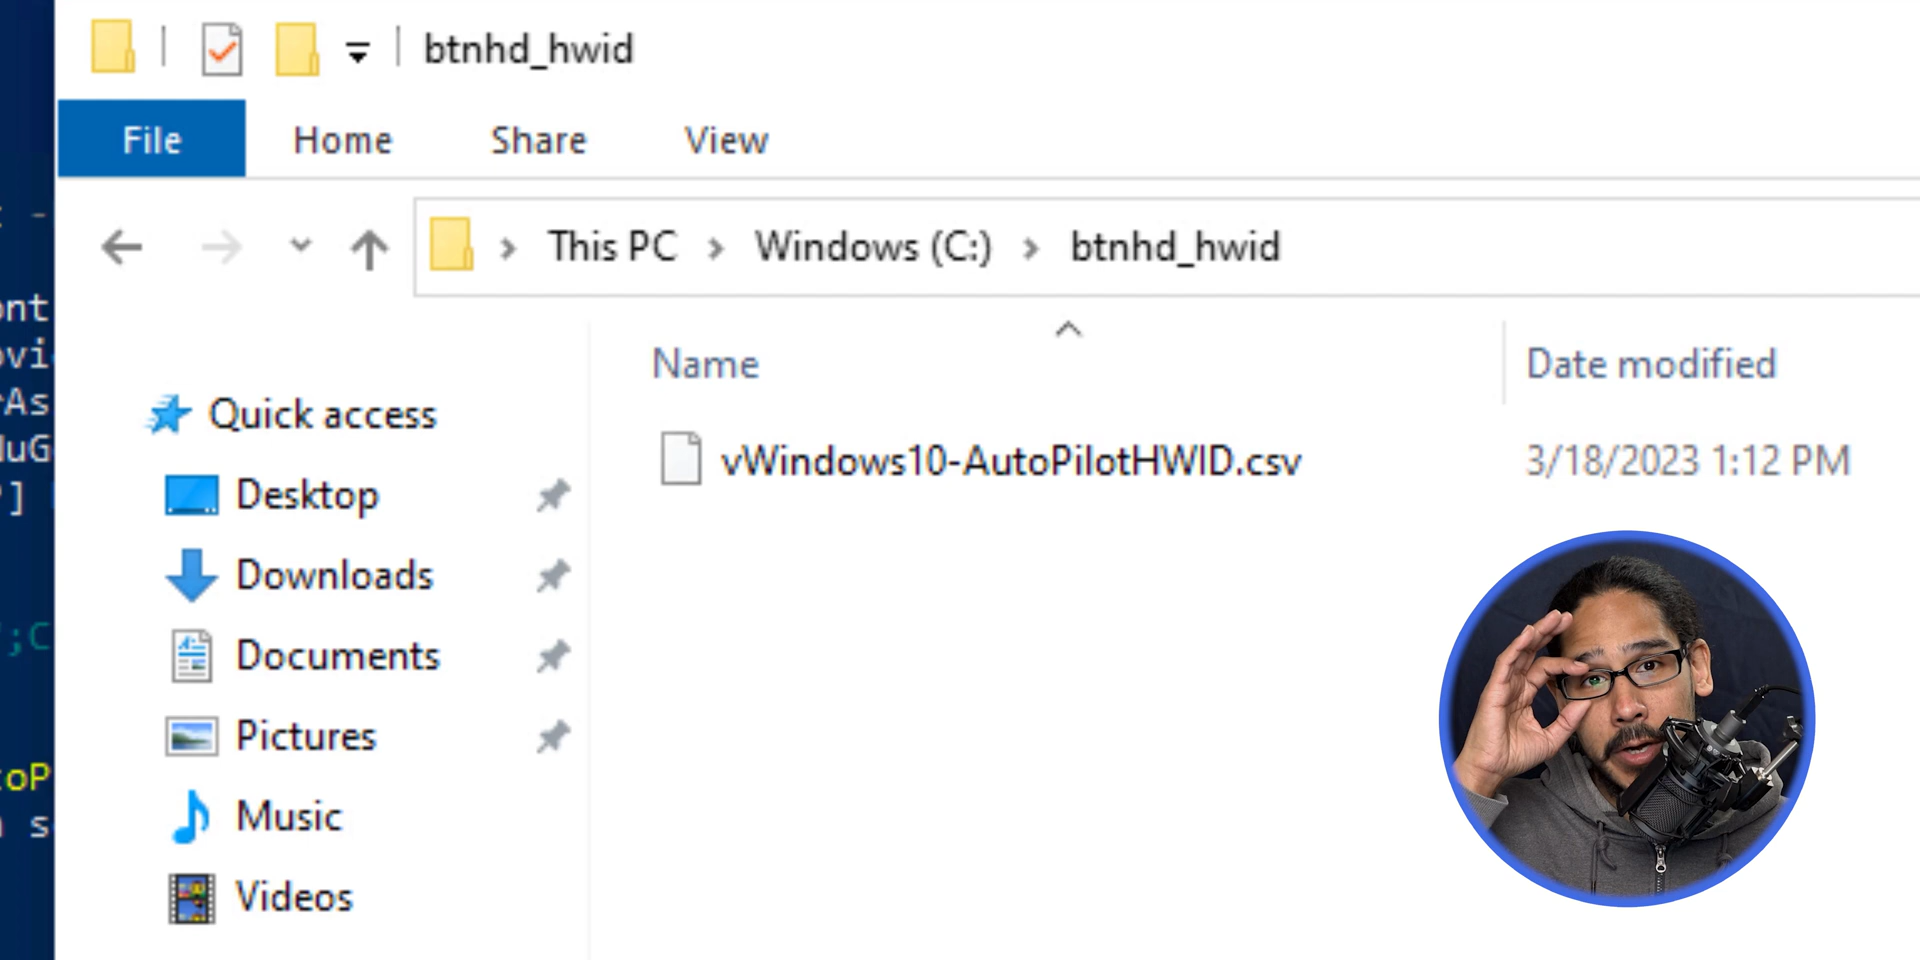 btnhd_hwid
File Home Share View
This PC Windows (C:) btnhd_hwid
Name Date modified
vWindows10-AutoPilotHWID.csv 3/18/2023 1:12 PM
Quick access
Desktop
Downloads
Documents
Pictures
Music
Videos